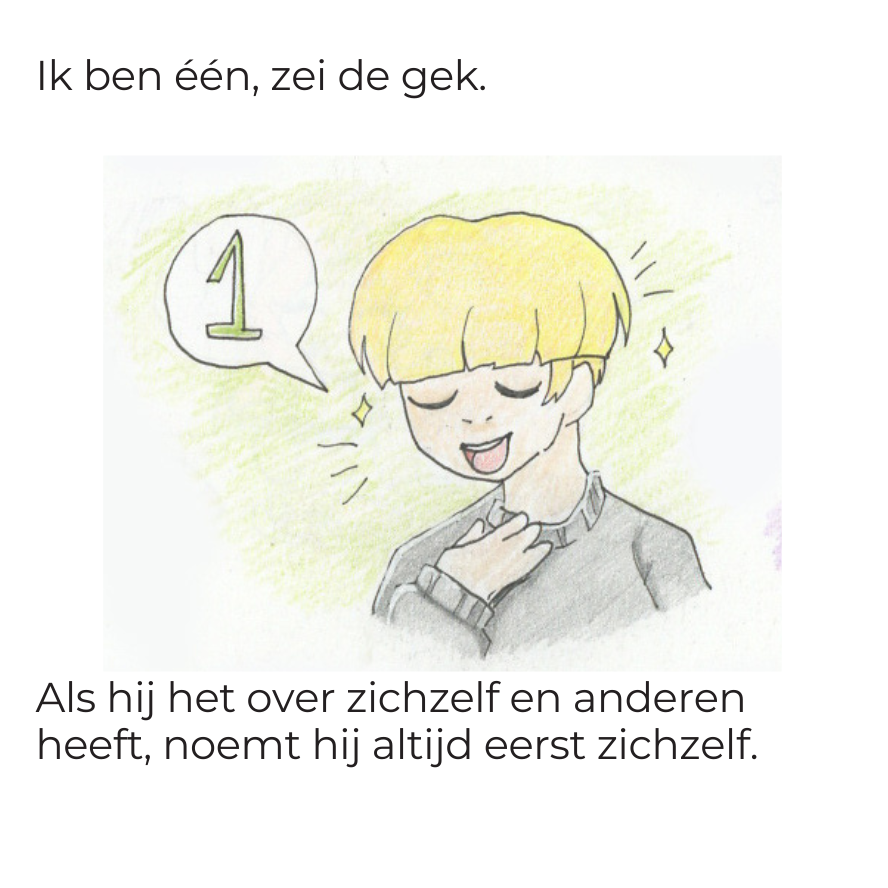 Ik ben één, zei de gek.
1
Als hij het over zichzelf en anderen
heeft, noemt hij altijd eerst zichzelf.